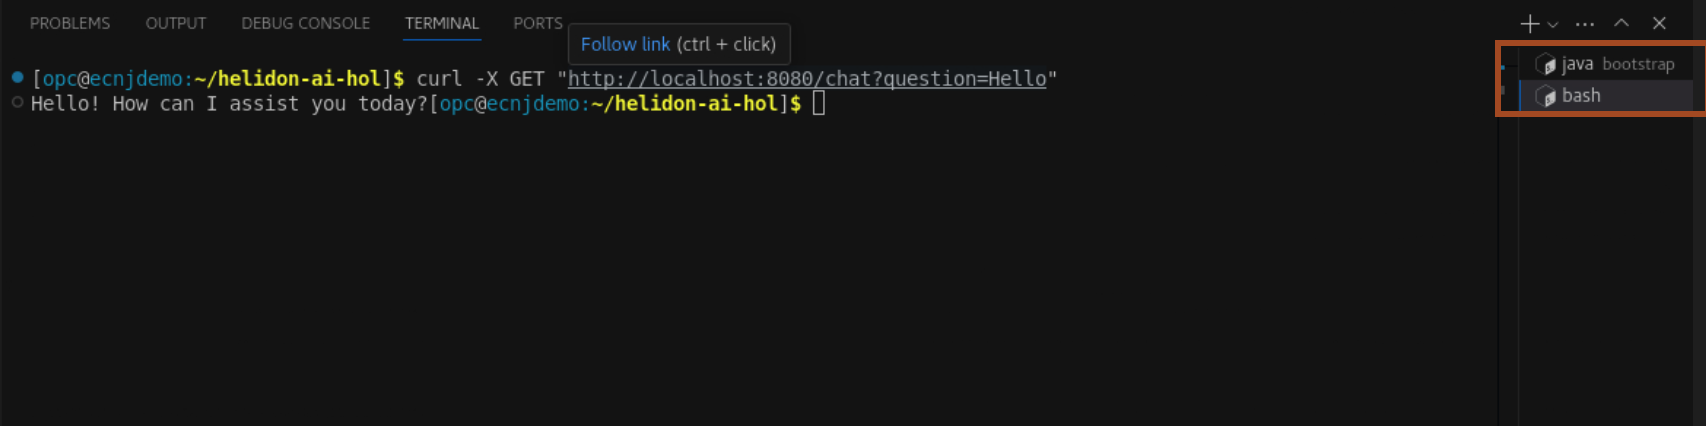 PROBLEMS OUTPUT DEBUG CONSOLE TERMINAL PORTS
Follow link (ctrl + click)
[opc@ecnjdemo:~/helidon-ai-hol]$ curl -X GET "http://localhost:8080/chat?question=Hello"
Hello! How can I assist you today?[opc@ecnjdemo:~/helidon-ai-hol]$
java bootstrap
bash